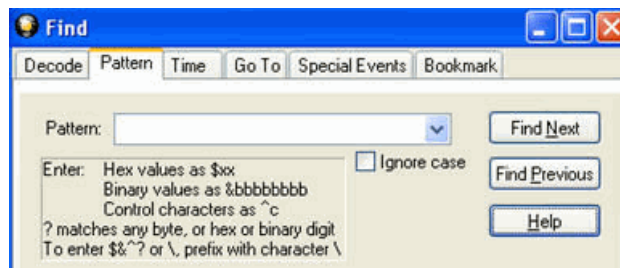 Find
Decode Pattern Time Go To Special Events Bookmark
Pattern:
Find Next
Ignore case
Enter: Hex values as $xx
Find Previous
Binary values as &bbbbbbbb
Control characters as ^c
Help
? matches any byte, or hex or binary digit
To enter $&^? or \, prefix with character \